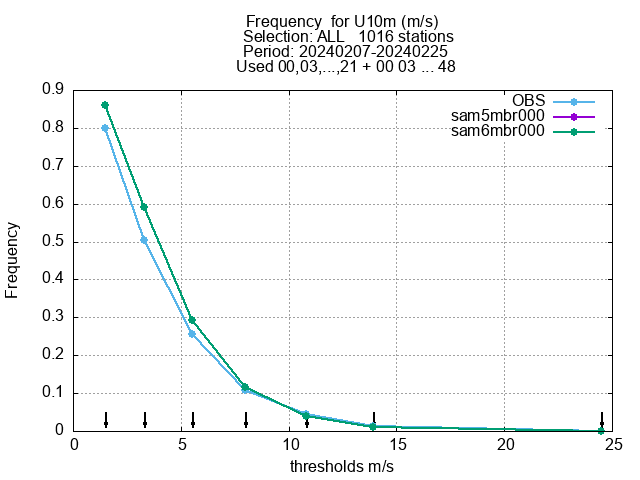 Frequency  for U10m (m/s)
Selection: ALL   1016 stations
Period: 20240207-20240225
Used 00,03,...,21 + 00 03 ... 48
OBS
sam5mbr000
sam6mbr000
0.9
0.8
0.7
0.6
0.5
0.4
0.3
0.2
0.1
0
Frequency
0 5 10 15 20 25
thresholds m/s